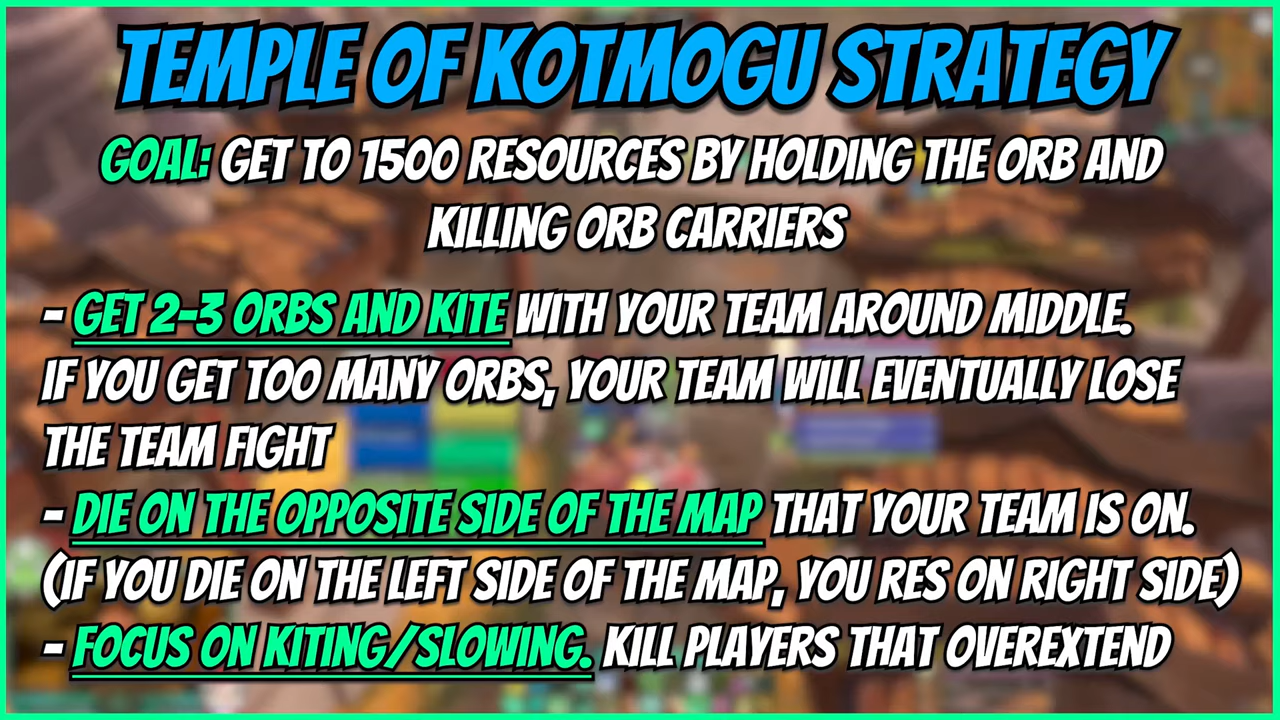 TEMPLE OF KOTMOGU STRATEGY
GOAL: GET TO 1500 RESOURCES BY HOLDING THE ORB AND
KILLING ORB CARRIERS
- GET 2-3 ORBS AND KITE WITH YOUR TEAM AROUND MIDDLE.
IF YOU GET TOO MANY ORBS, YOUR TEAM WILL EVENTUALLY LOSE
THE TEAM FIGHT
- DIE ON THE OPPOSITE SIDE OF THE MAP THAT YOUR TEAM IS ON.
(IF YOU DIE ON THE LEFT SIDE OF THE MAP, YOU RES ON RIGHT SIDE)
- FOCUS ON KITING/SLOWING. KILL PLAYERS THAT OVEREXTEND